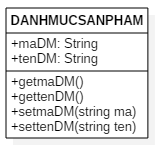 DANHMUCSANPHAM
+maDM: String
+tenDM: String
+getmaDM()
+gettenDM()
+setmaDM(string ma)
+settenDM(string ten)